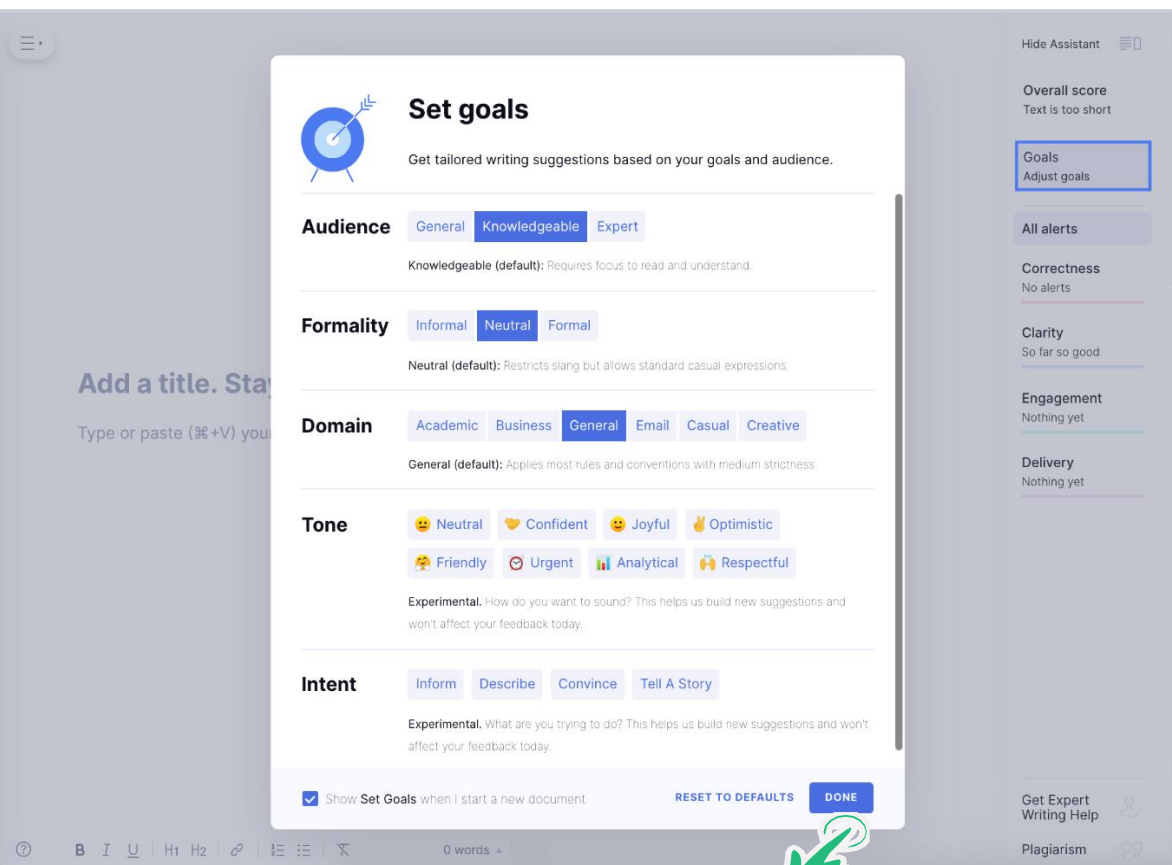 Hide Assistant
Overall score
Text is too short
Goals
Adjust goals
All alerts
Correctness
No alerts
Clarity
So far so good
Engagement
Nothing yet
Delivery
Nothing yet
Get Expert
Writing Help
Plagiarism
Add a title. Stay
Type or paste (⌘+V) you
Set goals
Get tailored writing suggestions based on your goals and audience.
Audience General Knowledgeable Expert
Knowledgeable (default): Requires focus to read and understand.
Formality Informal Neutral Formal
Neutral (default): Restricts slang but allows standard casual expressions.
Domain Academic Business General Email Casual Creative
General (default): Applies most rules and conventions with medium strictness.
Tone 😐 Neutral 🤝 Confident 🙂 Joyful ✌️ Optimistic
🤗 Friendly ⏰ Urgent 📊 Analytical 🙌 Respectful
Experimental. How do you want to sound? This helps us build new suggestions and
won't affect your feedback today.
Intent Inform Describe Convince Tell A Story
Experimental. What are you trying to do? This helps us build new suggestions and won't
affect your feedback today.
Show Set Goals when I start a new document RESET TO DEFAULTS DONE
B I U H1 H2 0 words